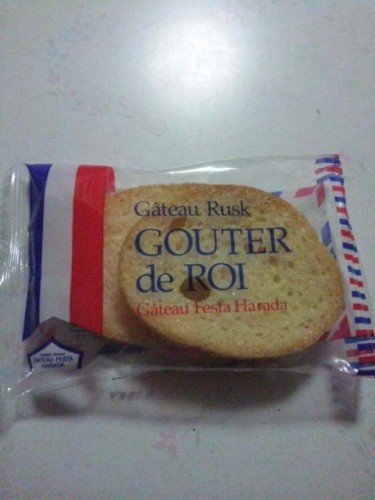 Gâteau Rusk
GOUTER
de ROI
Gâteau Festa Harada
GATEAU FESTA
HARADA